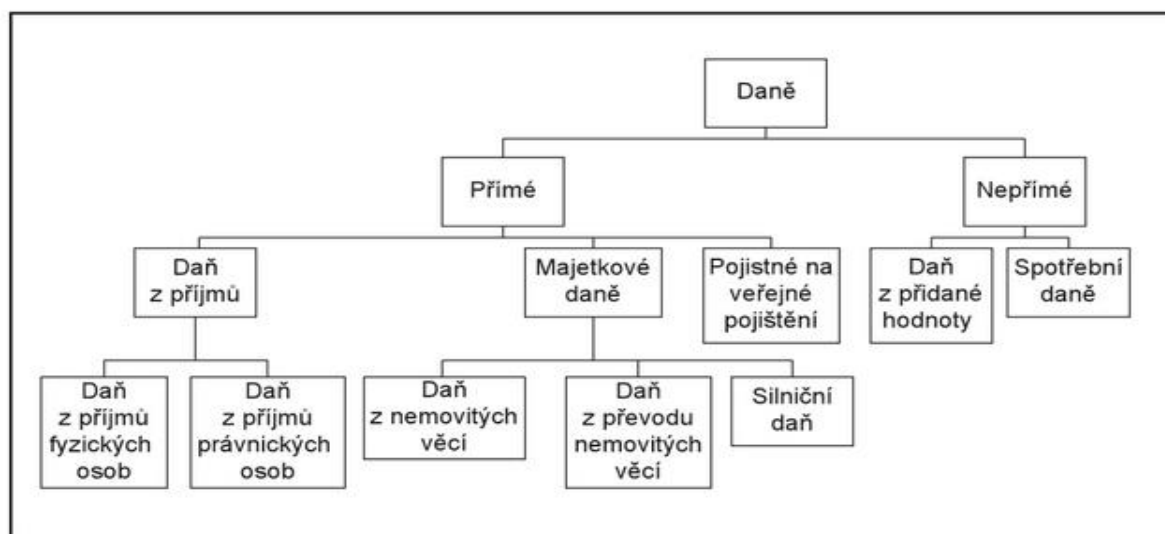 Daně
Přímé
Nepřímé
Daň
z příjmů
Majetkové
daně
Pojistné na
veřejné
pojištění
Daň
z přidané
hodnoty
Spotřební
daně
Daň
z příjmů
fyzických
osob
Daň
z příjmů
právnických
osob
Daň
z nemovitých
věcí
Daň
z převodu
nemovitých
věcí
Silniční
daň